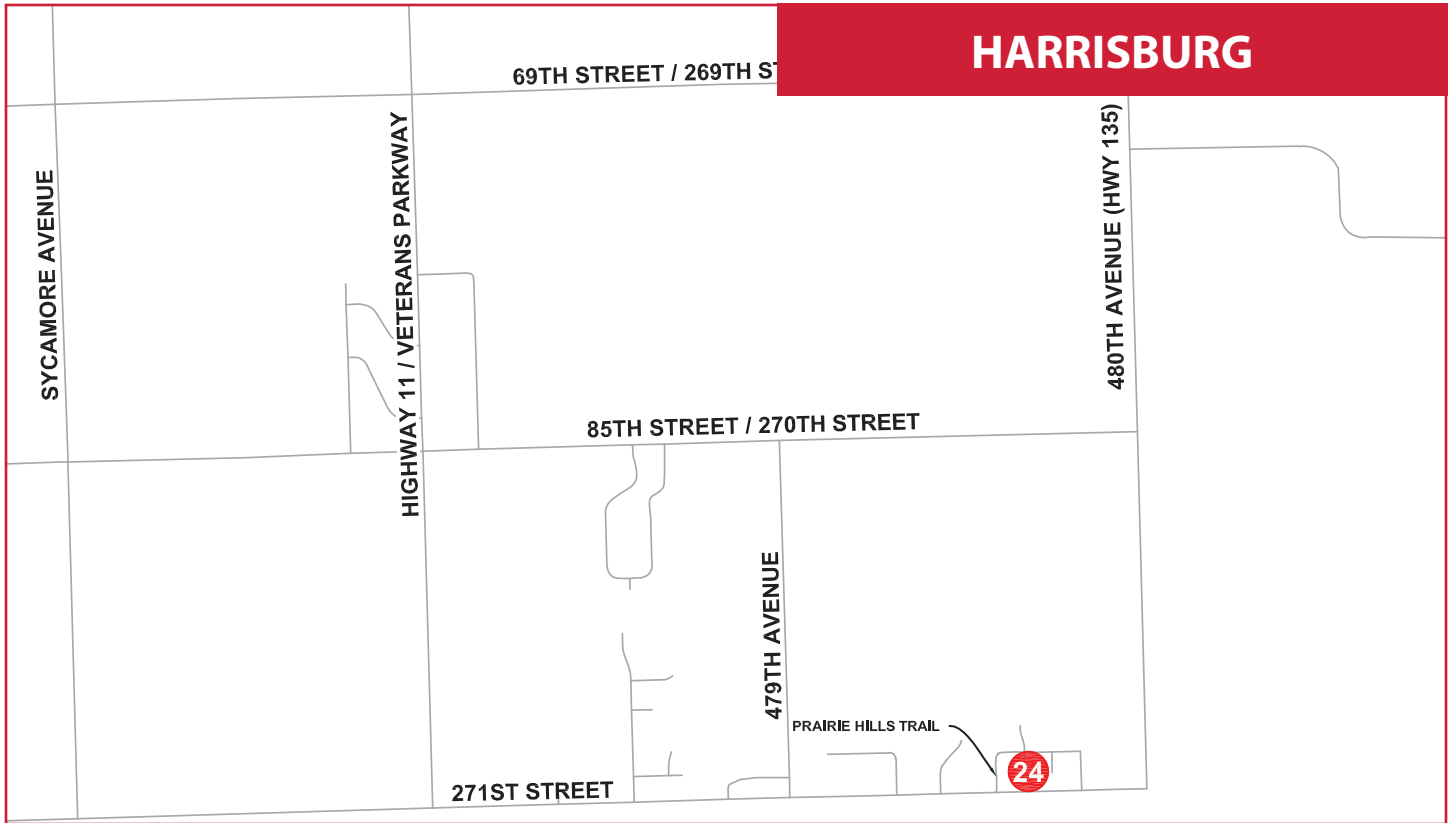 HARRISBURG
69TH STREET / 269TH ST
SYCAMORE AVENUE
HIGHWAY 11 / VETERANS PARKWAY
480TH AVENUE (HWY 135)
85TH STREET / 270TH STREET
479TH AVENUE
PRAIRIE HILLS TRAIL
24
271ST STREET